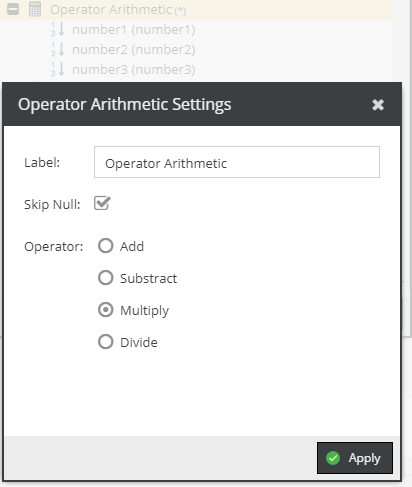 Operator Arithmetic (*)
number1 (number1)
number2 (number2)
number3 (number3)
Operator Arithmetic Settings
Label: Operator Arithmetic
Skip Null:
Operator: Add
Substract
Multiply
Divide
Apply